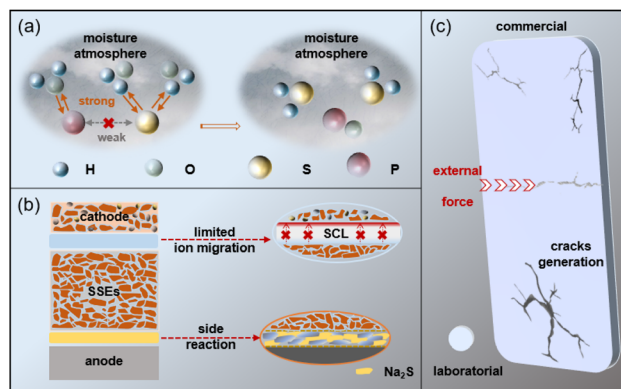 (a)
moisture
atmosphere
moisture
atmosphere
strong
weak
H
O
S
P
(b)
cathode
SSEs
anode
limited
ion migration
SCL
side
reaction
Na₂S
(c)
commercial
external
force
cracks
generation
laboratorial